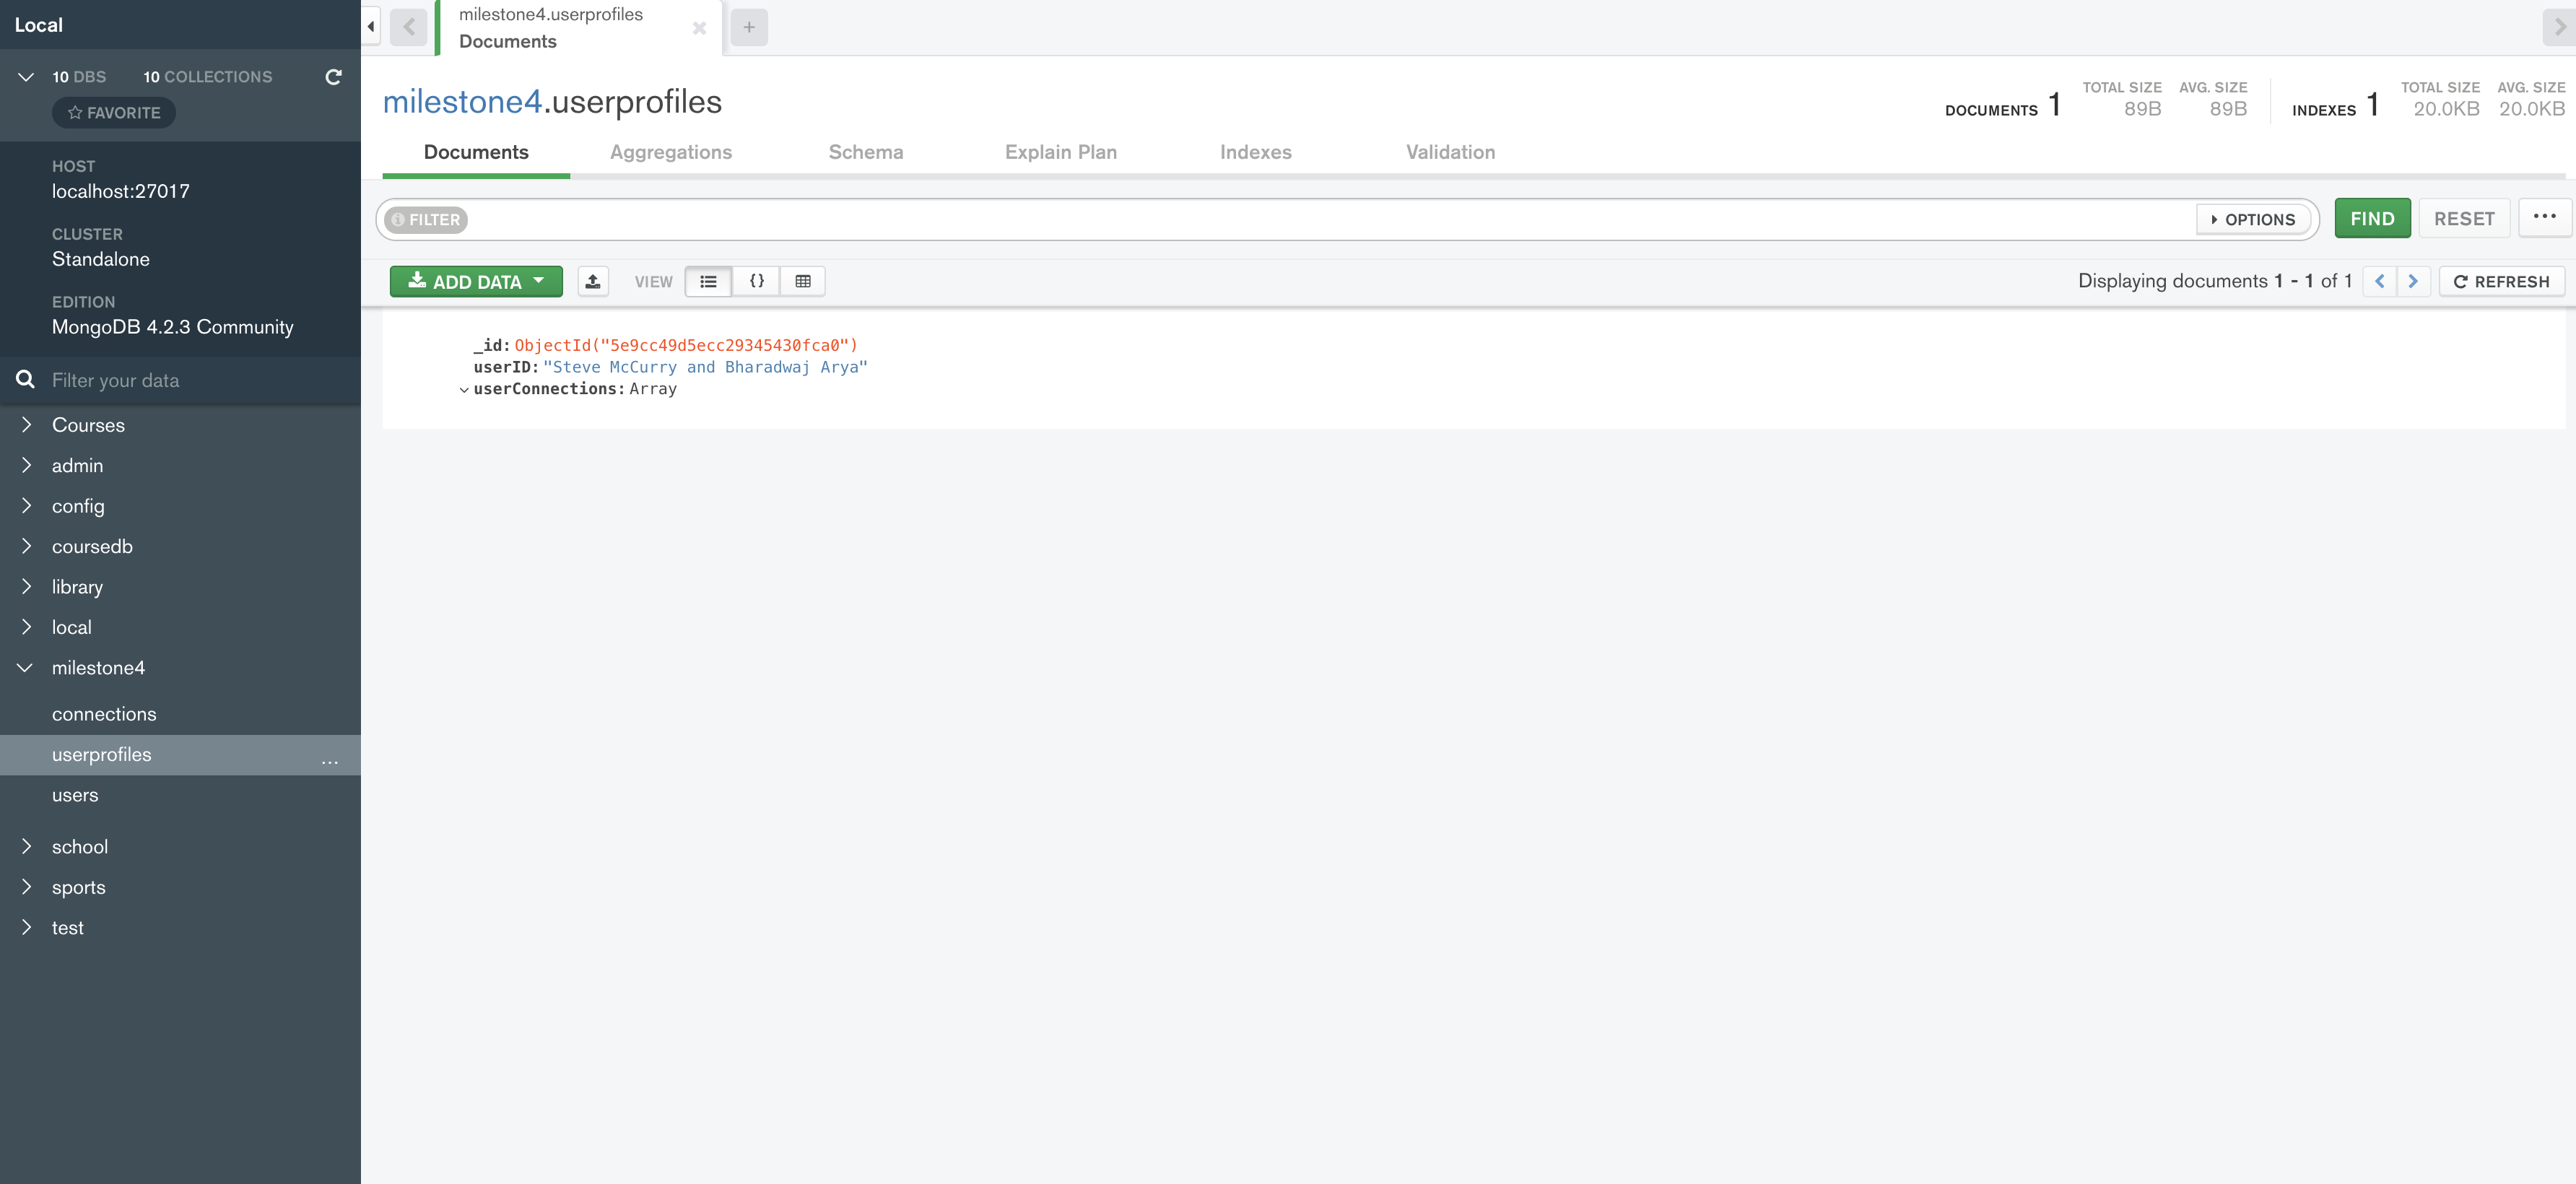 Local
10 DBS 10 COLLECTIONS
FAVORITE
HOST
localhost:27017
CLUSTER
Standalone
EDITION
MongoDB 4.2.3 Community
Filter your data
Courses
admin
config
coursedb
library
local
milestone4
connections
userprofiles ...
users
school
sports
test
milestone4.userprofiles
Documents
milestone4.userprofiles
DOCUMENTS 1 TOTAL SIZE 89B AVG. SIZE 89B INDEXES 1 TOTAL SIZE 20.0KB AVG. SIZE 20.0KB
Documents Aggregations Schema Explain Plan Indexes Validation
FILTER OPTIONS FIND RESET ...
ADD DATA VIEW {} Displaying documents 1 - 1 of 1 REFRESH
_id: ObjectId("5e9cc49d5ecc29345430fca0")
userID: "Steve McCurry and Bharadwaj Arya"
userConnections: Array